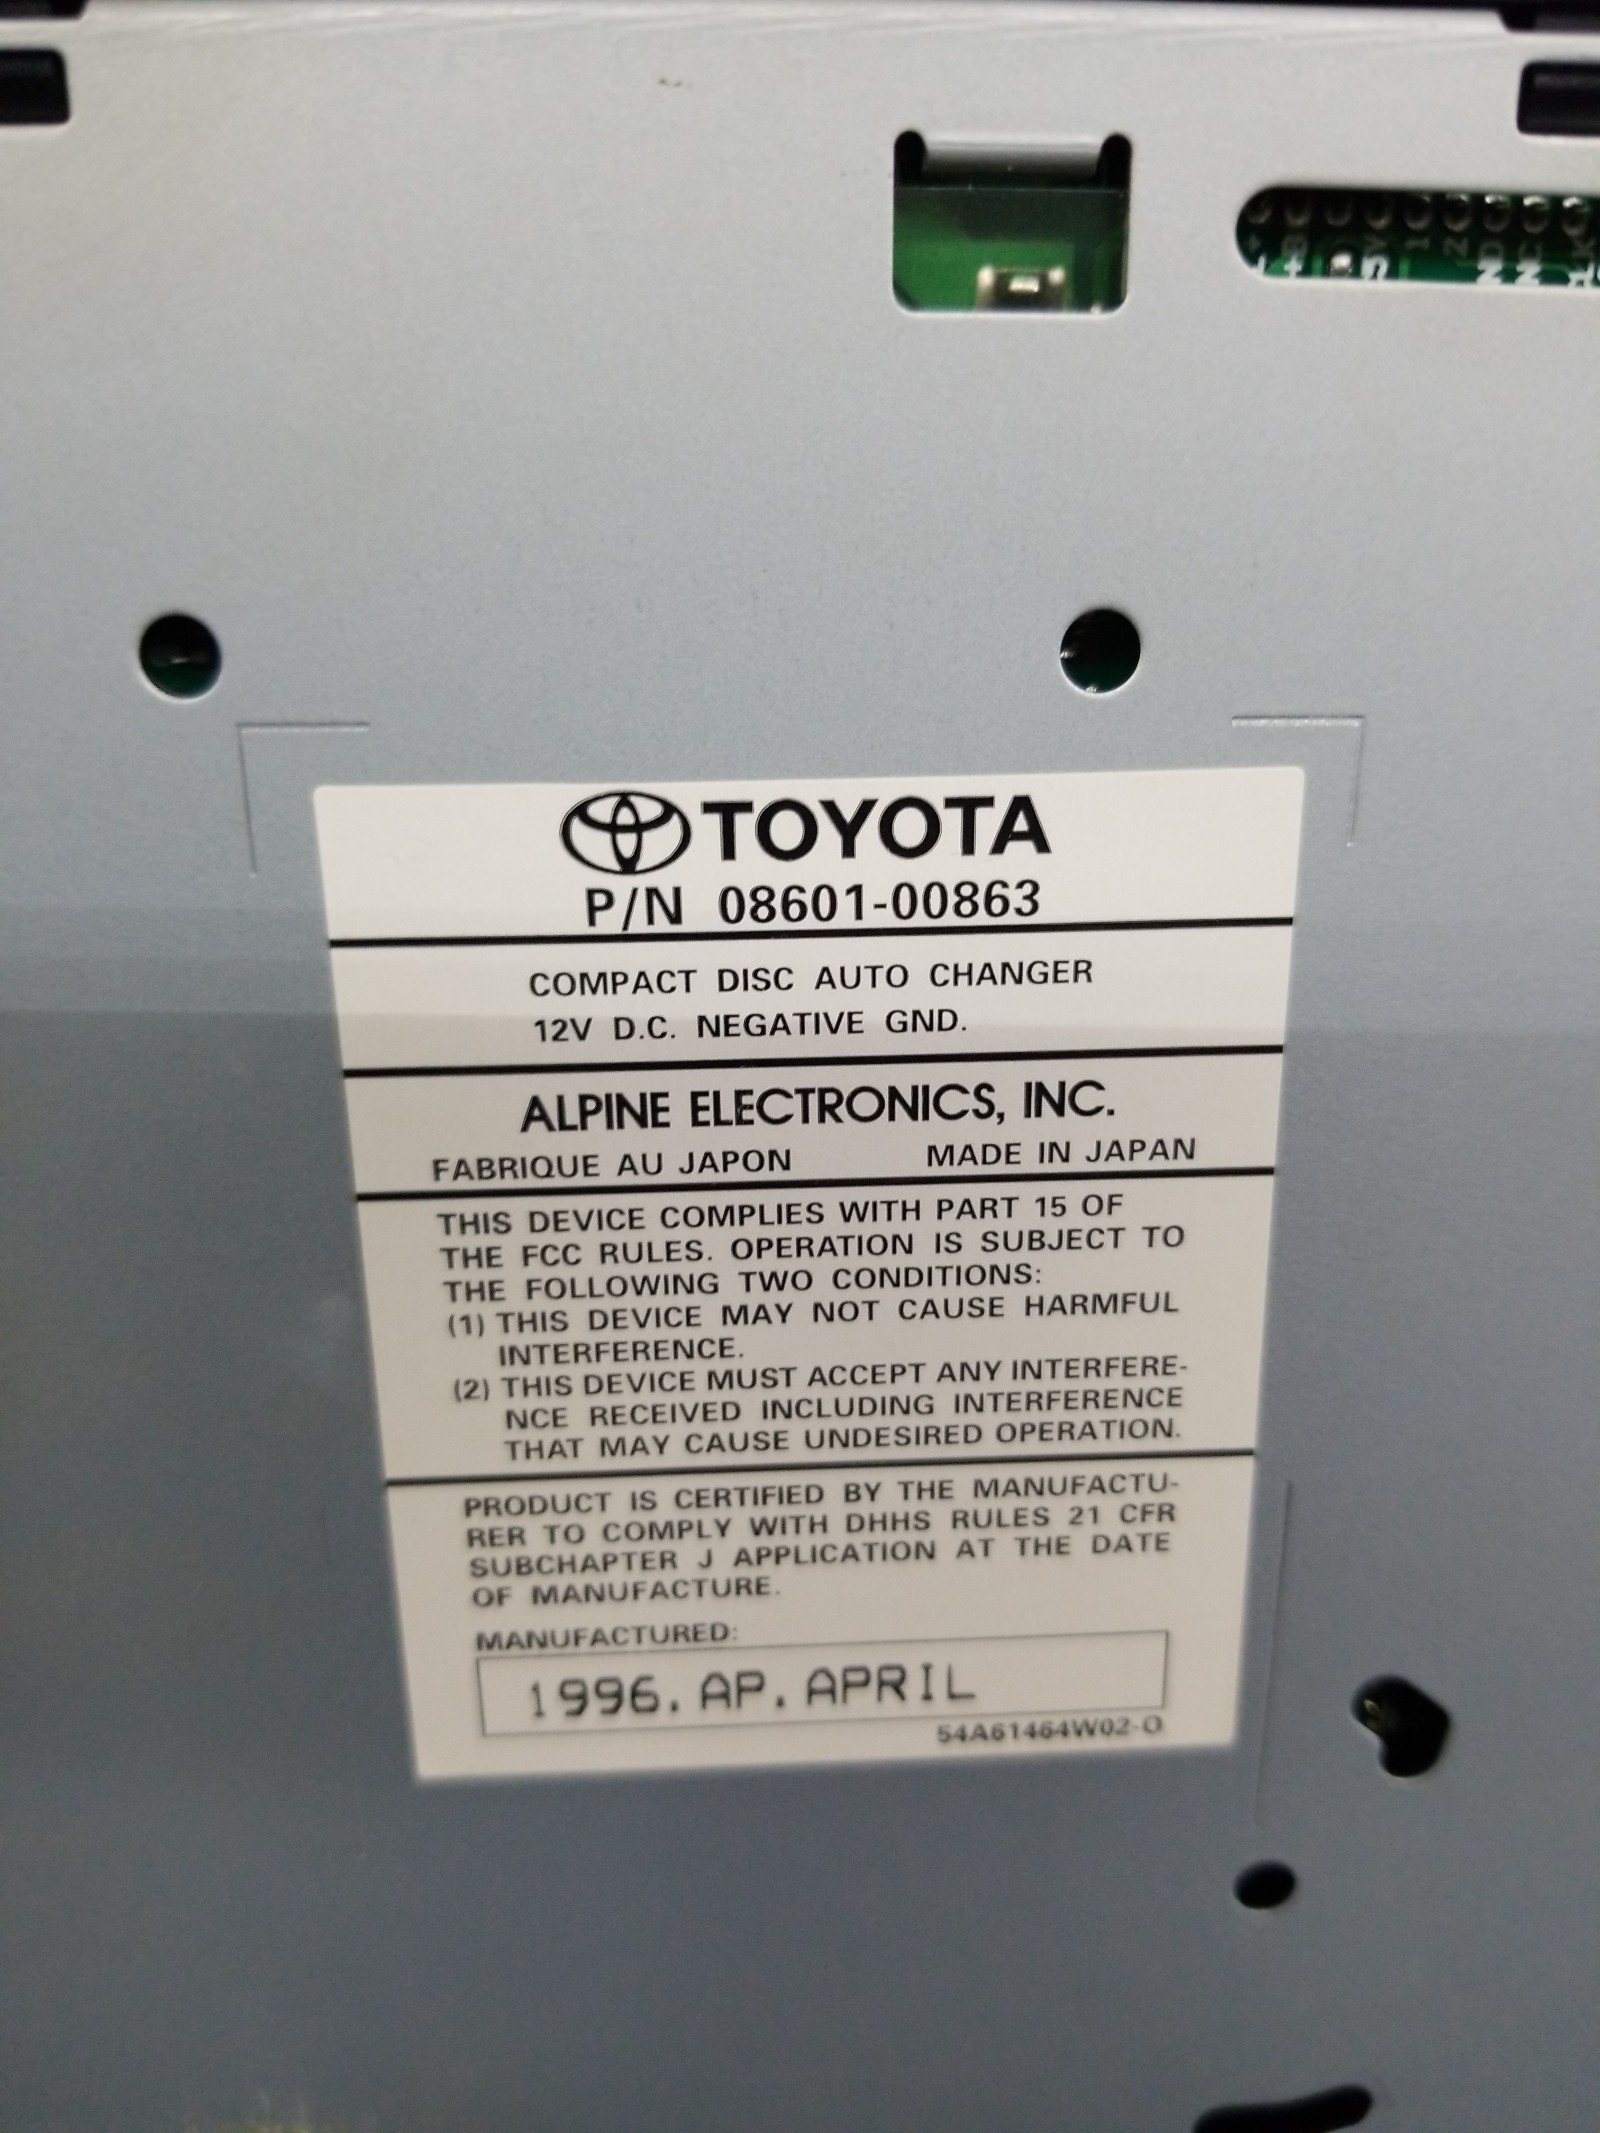 +B
5V
1
2
NC
TOYOTA
P/N 08601-00863
COMPACT DISC AUTO CHANGER
12V D.C. NEGATIVE GND.
ALPINE ELECTRONICS, INC.
FABRIQUE AU JAPON MADE IN JAPAN
THIS DEVICE COMPLIES WITH PART 15 OF
THE FCC RULES. OPERATION IS SUBJECT TO
THE FOLLOWING TWO CONDITIONS:
(1) THIS DEVICE MAY NOT CAUSE HARMFUL
INTERFERENCE.
(2) THIS DEVICE MUST ACCEPT ANY INTERFERE-
NCE RECEIVED INCLUDING INTERFERENCE
THAT MAY CAUSE UNDESIRED OPERATION.
PRODUCT IS CERTIFIED BY THE MANUFACTU-
RER TO COMPLY WITH DHHS RULES 21 CFR
SUBCHAPTER J APPLICATION AT THE DATE
OF MANUFACTURE.
MANUFACTURED:
1996. AP. APRIL
54A61464W02-O